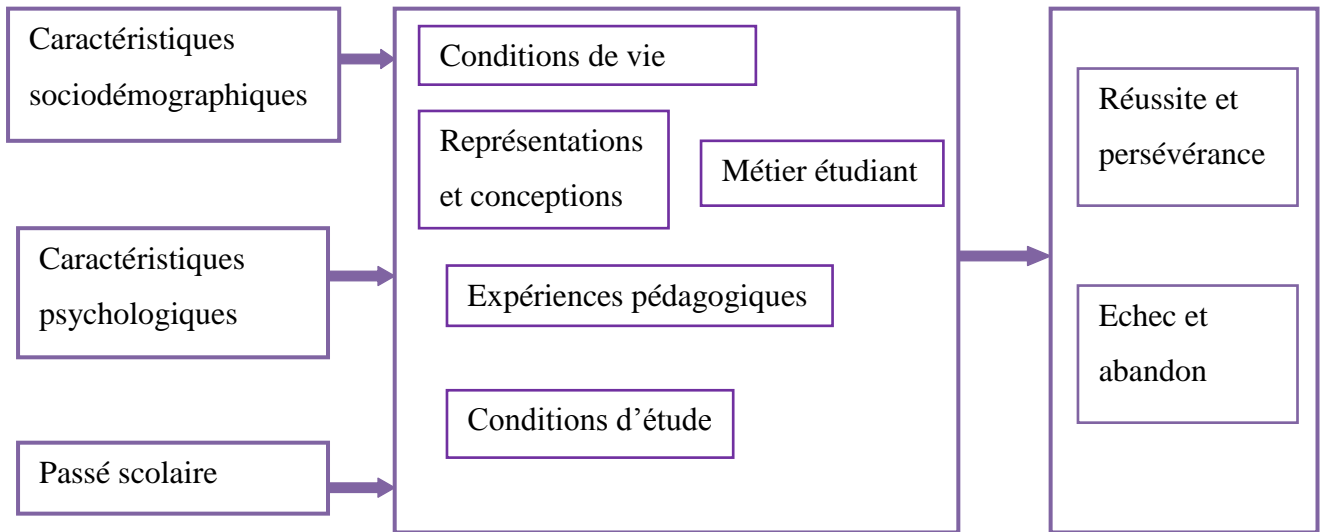 Caractéristiques
sociodémographiques
Caractéristiques
psychologiques
Passé scolaire
Conditions de vie
Représentations
et conceptions
Métier étudiant
Expériences pédagogiques
Conditions d’étude
Réussite et
persévérance
Echec et
abandon